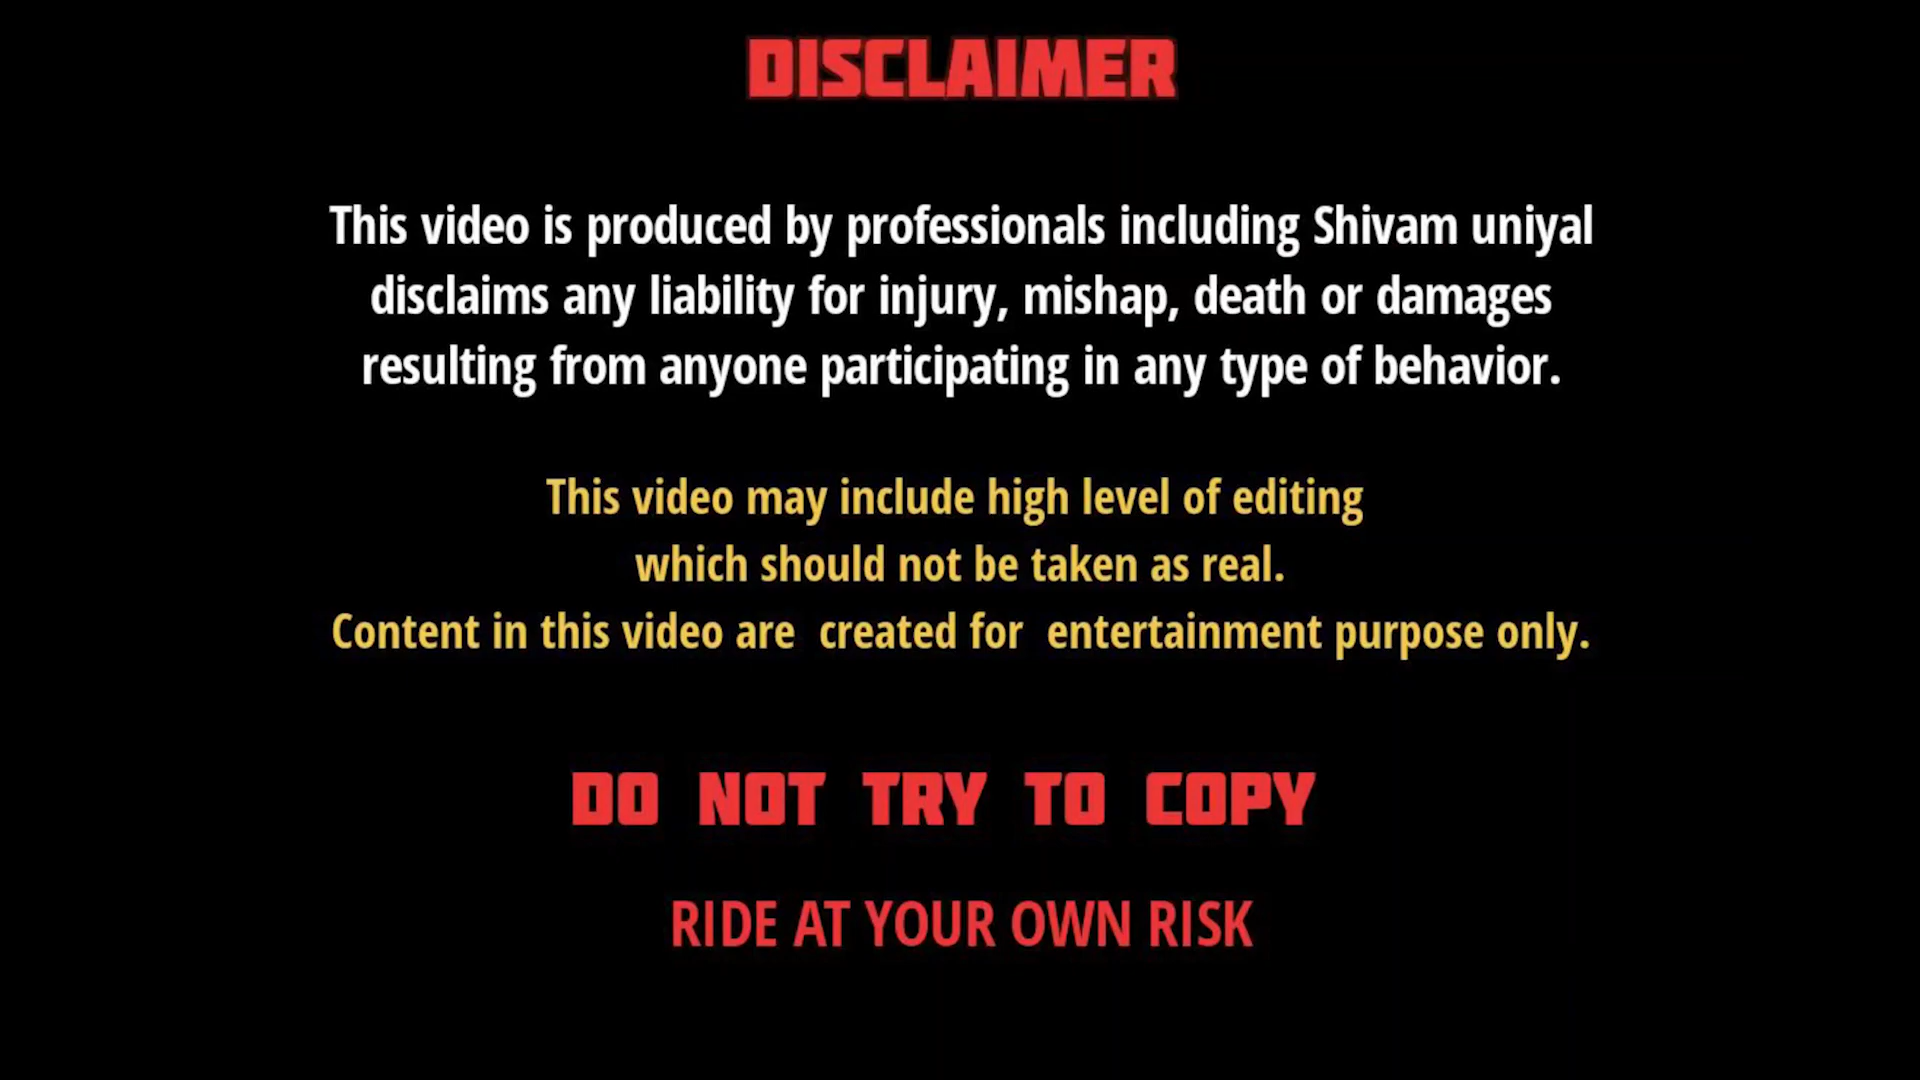 DISCLAIMER
This video is produced by professionals including Shivam uniyal
disclaims any liability for injury, mishap, death or damages
resulting from anyone participating in any type of behavior.
This video may include high level of editing
which should not be taken as real.
Content in this video are created for entertainment purpose only.
DO NOT TRY TO COPY
RIDE AT YOUR OWN RISK